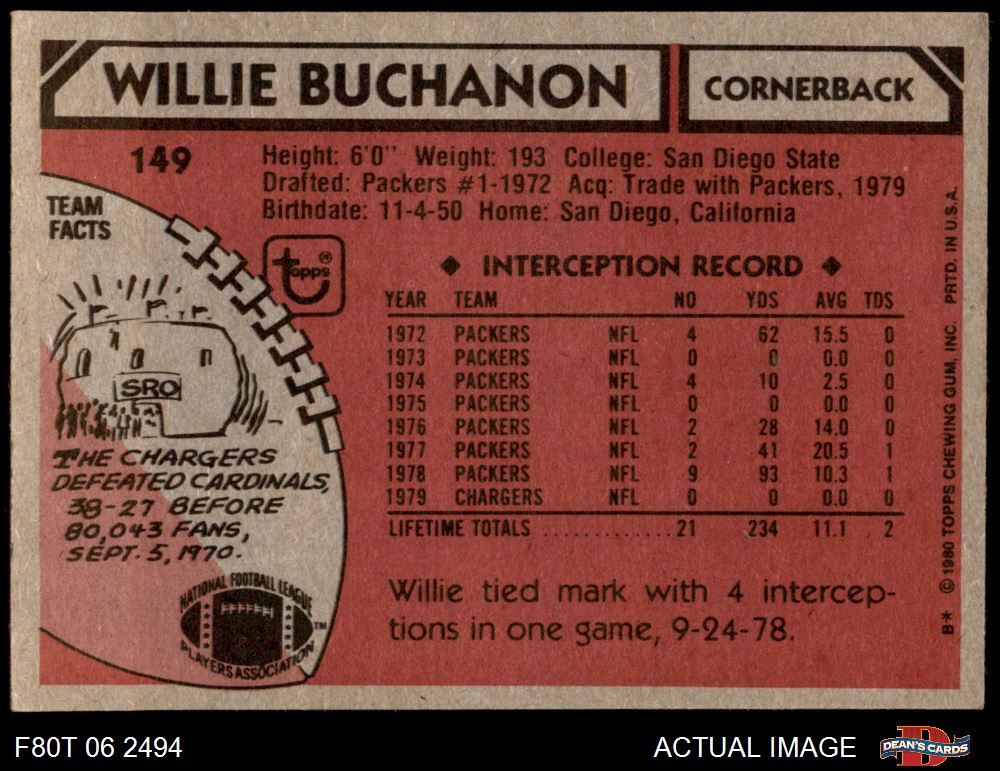 WILLIE BUCHANON
CORNERBACK
149
Height: 6'0" Weight: 193 College: San Diego State
Drafted: Packers #1-1972 Acq: Trade with Packers, 1979
Birthdate: 11-4-50 Home: San Diego, California
TEAM
FACTS
topps®
SRO
THE CHARGERS
DEFEATED CARDINALS,
38-27 BEFORE
80,043 FANS,
SEPT. 5, 1970.
NATIONAL FOOTBALL LEAGUE
PLAYERS ASSOCIATION
TM
◆ INTERCEPTION RECORD ◆
YEAR TEAM NO YDS AVG TDS
1972 PACKERS NFL 4 62 15.5 0
1973 PACKERS NFL 0 0 0.0 0
1974 PACKERS NFL 4 10 2.5 0
1975 PACKERS NFL 0 0 0.0 0
1976 PACKERS NFL 2 28 14.0 0
1977 PACKERS NFL 2 41 20.5 1
1978 PACKERS NFL 9 93 10.3 1
1979 CHARGERS NFL 0 0 0.0 0
LIFETIME TOTALS ............. 21 234 11.1 2
Willie tied mark with 4 intercep-
tions in one game, 9-24-78.
B* © 1980 TOPPS CHEWING GUM, INC. PRTD. IN U.S.A.
F80T 06 2494
ACTUAL IMAGE
DEAN'S CARDS